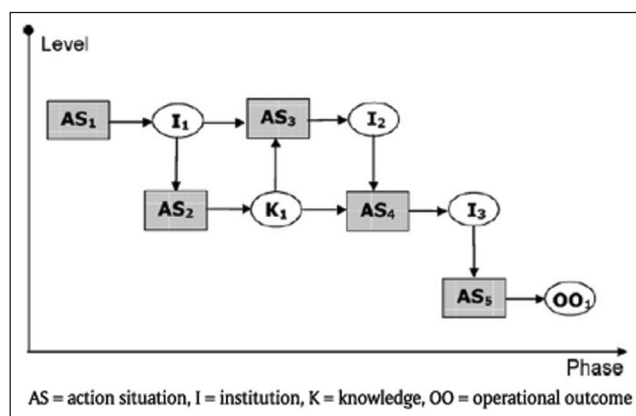 Level
AS₁ I₁ AS₃ I₂
AS₂ K₁ AS₄ I₃
AS₅ OO₁
Phase
AS = action situation, I = institution, K = knowledge, OO = operational outcome